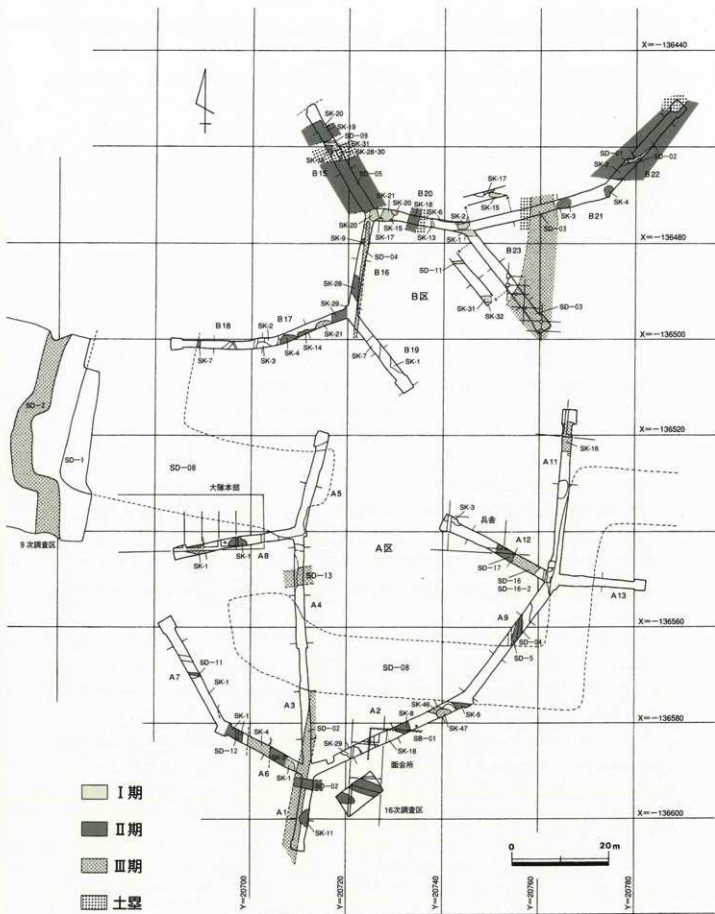 X=-136440
SK-20
SK-19
SD-09
SK-31
SK-28・30
B15
SD-05
SK-17
SK-15
SD-01
SD-02
SK-2
B22
SK-4
SK-21
SK-20
B20
SK-18
SK-6
SK-2
SK-3
B21
SK-20
SK-15
SK-13
SD-03
SK-17
SK-1
X=-136480
SK-9
SD-04
B16
B23
SD-11
B区
SK-28
SK-31
SK-32
SD-03
SK-29
B18
SK-2
B17
SK-21
SK-14
SK-4
SK-3
SK-7
SK-7
B19
SK-1
X=-136500
SD-2
SD-1
9次調査区
X=-136520
SK-16
A11
SD-08
大隊本部
A5
SK-3
兵舎
A12
SK-1
SK-1
A8
A区
SD-17
SD-16
SD-16-2
A13
SD-13
A4
X=-136560
A9
SD-04
SD-5
SD-08
SD-11
A7
SK-1
A3
SD-02
A2
SK-46
SK-8
SK-5
SK-47
SB-01
SK-18
SK-29
X=-136580
SK-1
SK-4
SD-12
A6
SK-1
SD-02
面会所
16次調査区
A1
SK-11
X=-136600
Ⅰ期
Ⅱ期
Ⅲ期
土塁
0
20m
Y=-20700
Y=-20720
Y=-20740
Y=-20760
Y=-20780